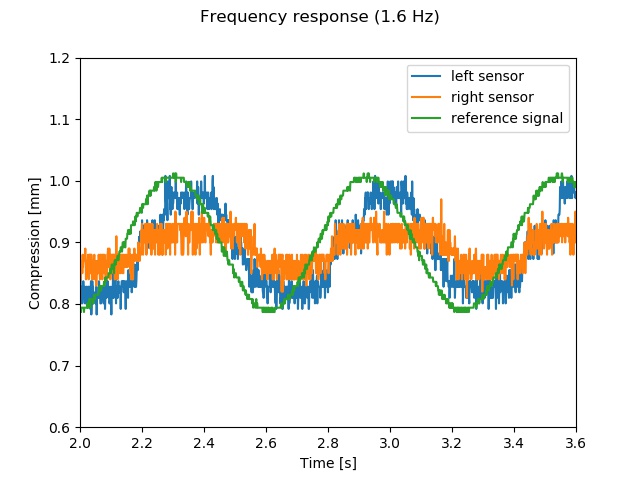 Frequency response (1.6 Hz)
1.2
1.1
1.0
0.9
0.8
0.7
0.6
Compression [mm]
left sensor
right sensor
reference signal
2.0 2.2 2.4 2.6 2.8 3.0 3.2 3.4 3.6
Time [s]